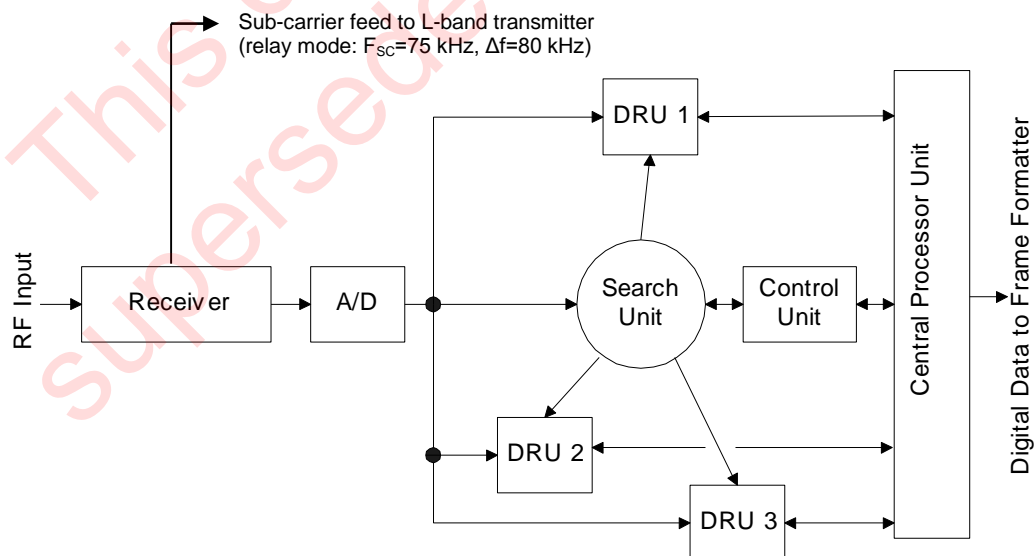 Sub-carrier feed to L-band transmitter
(relay mode: FSC=75 kHz, Δf=80 kHz)
This
superseded
DRU 1
RF Input
Receiver
A/D
Search
Unit
Control
Unit
Central Processor Unit
Digital Data to Frame Formatter
DRU 2
DRU 3